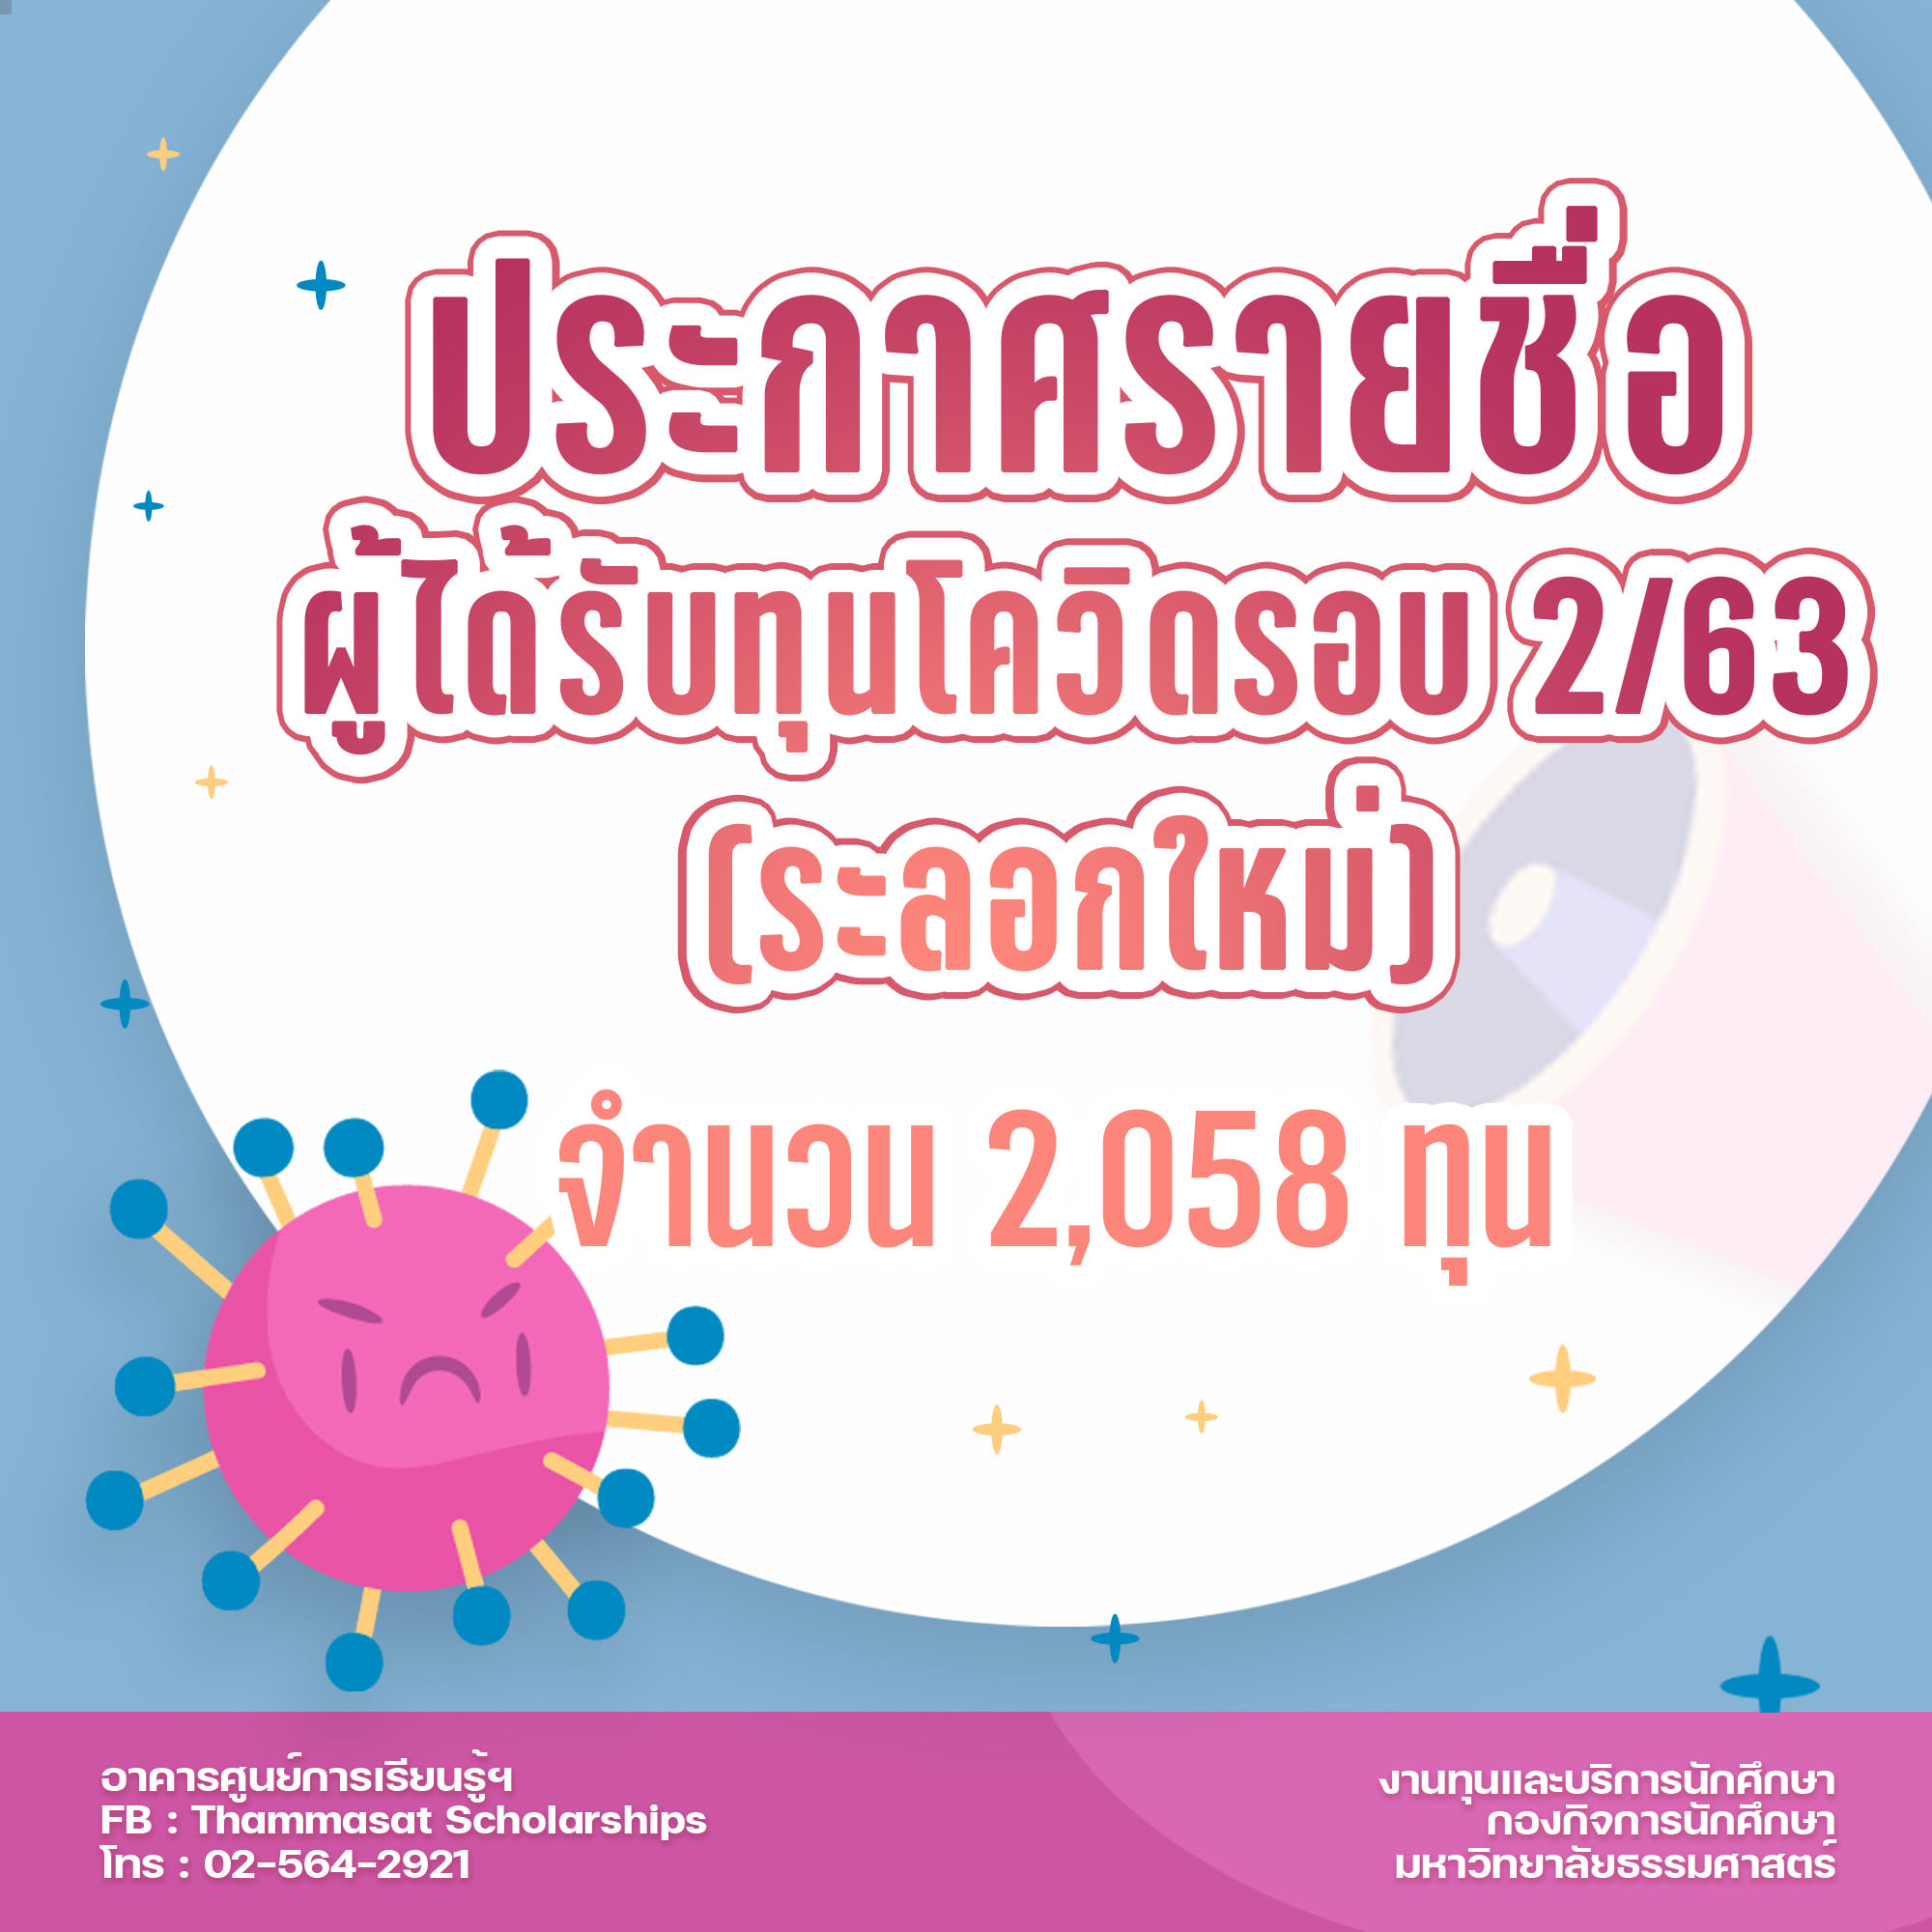 ประกาศรายชื่อ
ผู้ได้รับทุนโควิดรอบ 2/63
(ระลอกใหม่)
จำนวน 2,058 ทุน
อาคารศูนย์การเรียนรู้ฯ
FB : Thammasat Scholarships
โทร : 02-564-2921
งานทุนและบริการนักศึกษา
กองกิจการนักศึกษา
มหาวิทยาลัยธรรมศาสตร์